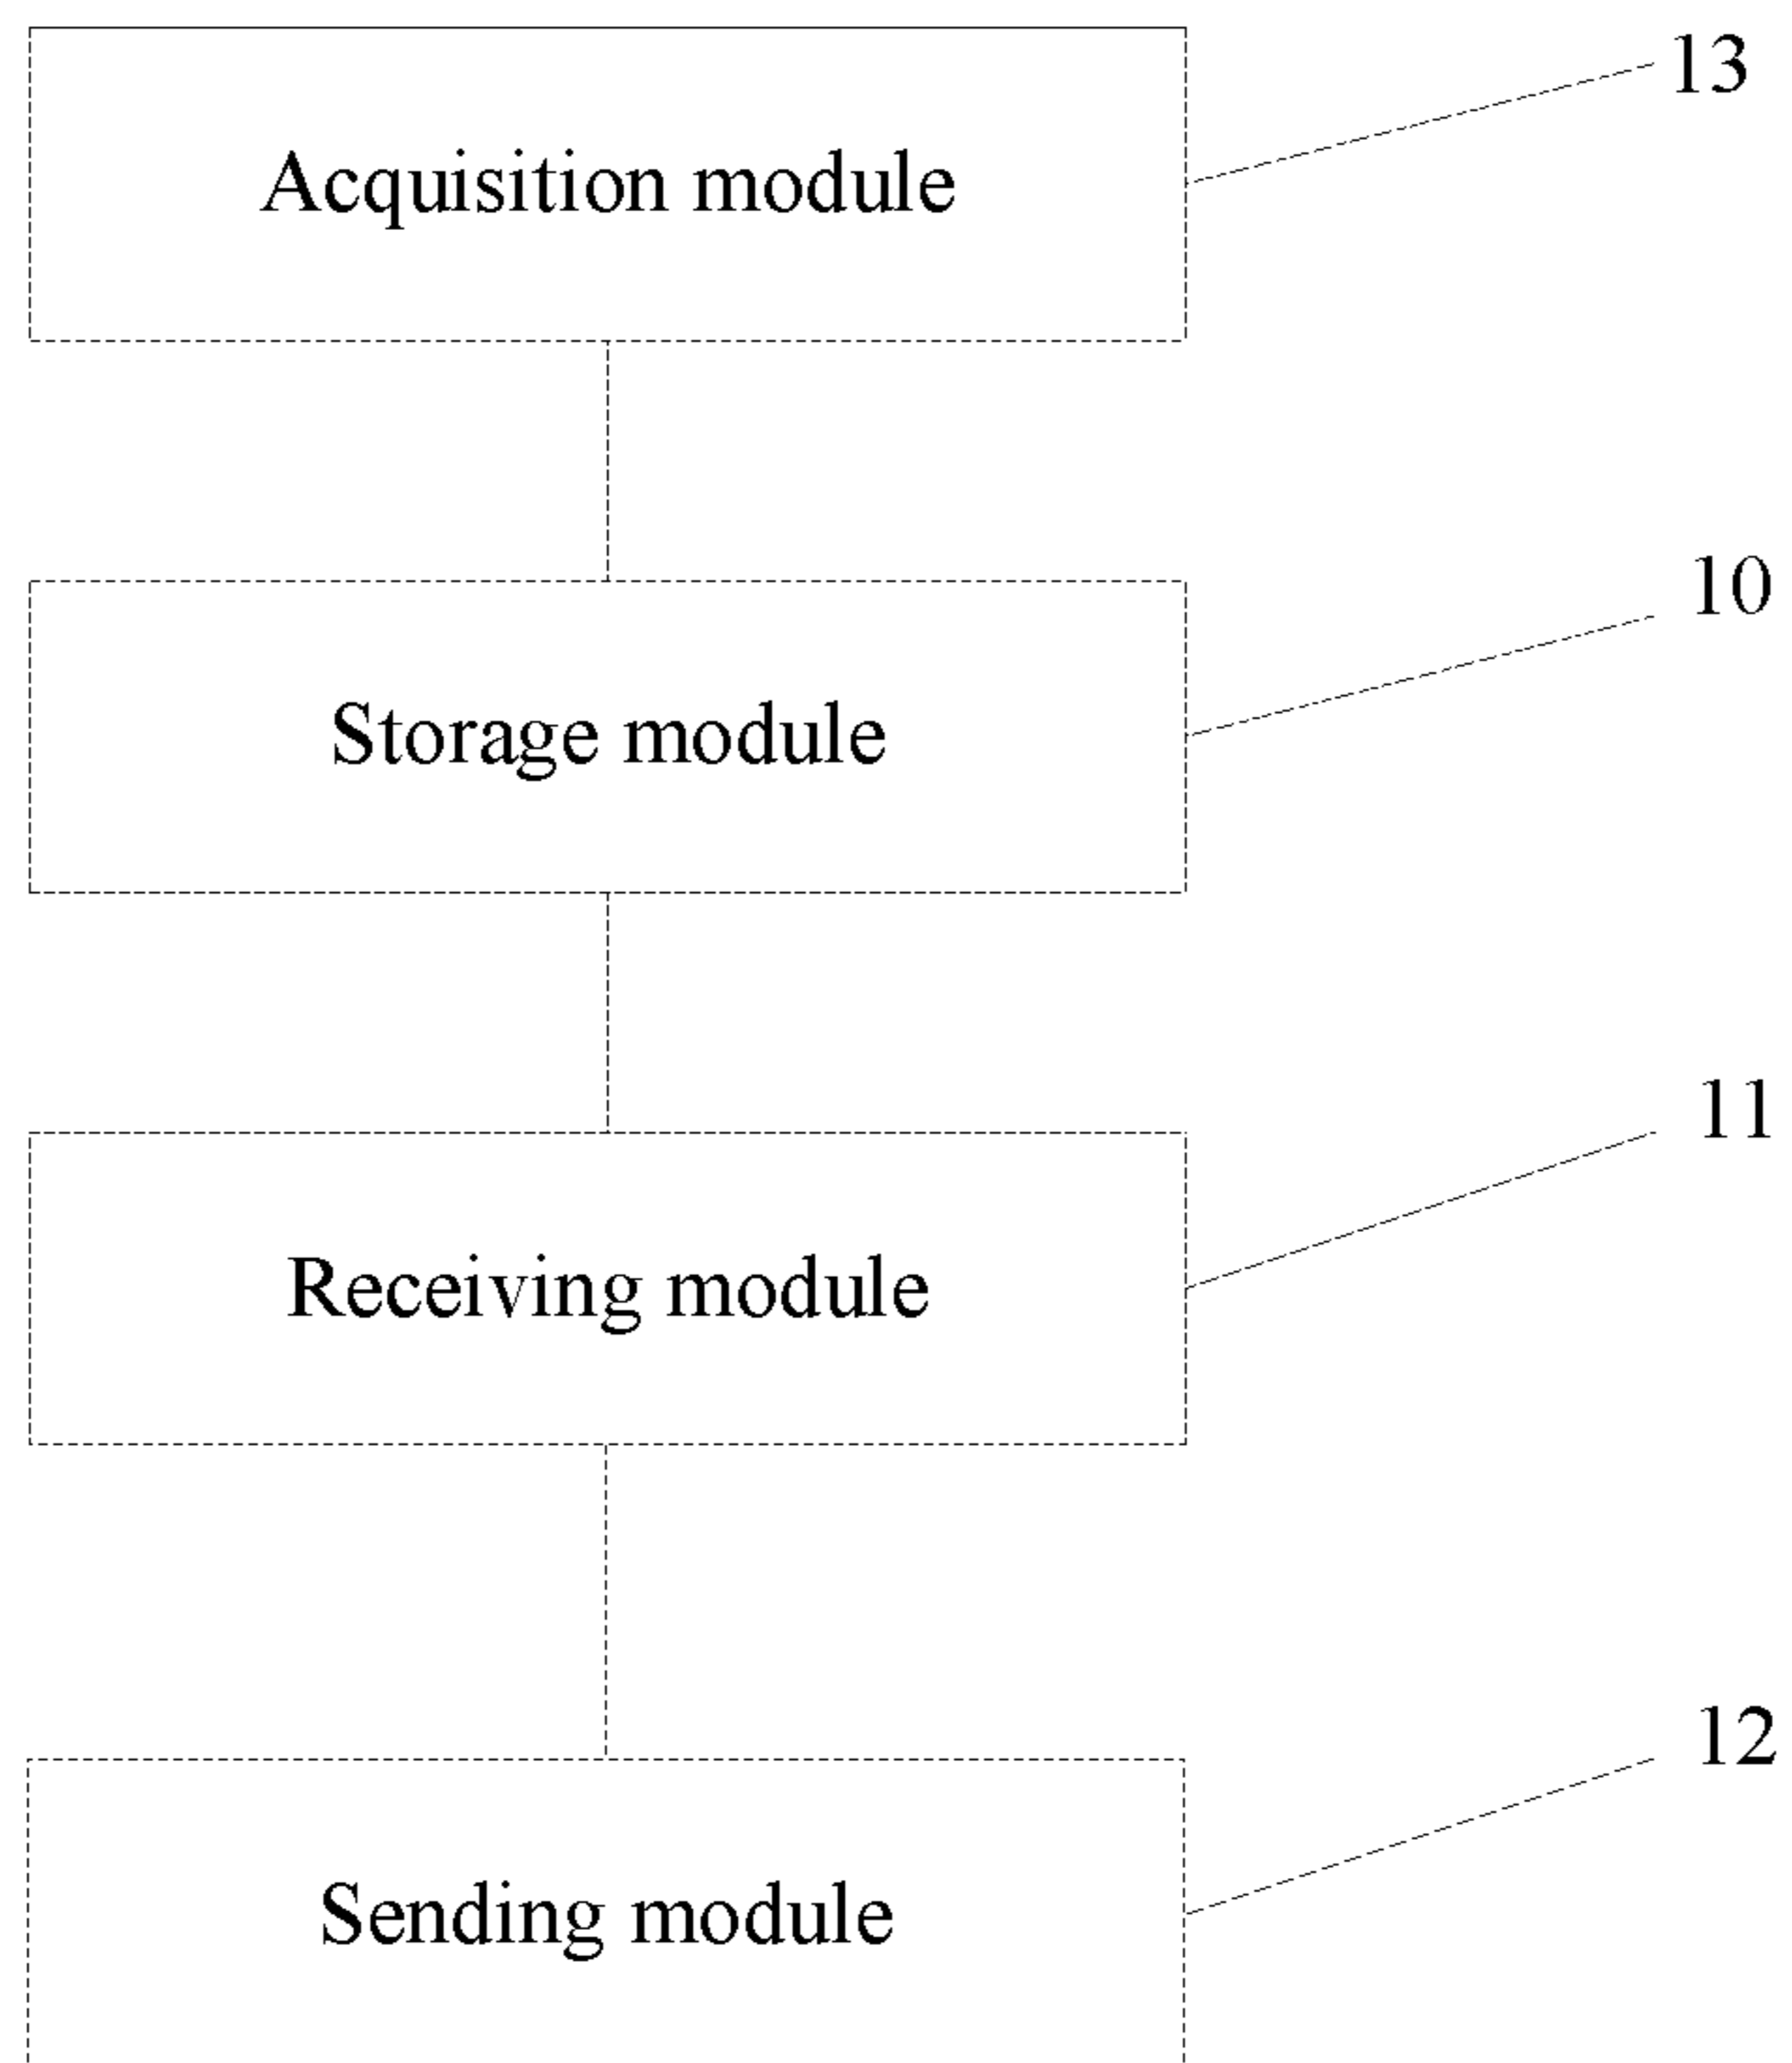 13
Acquisition module
10
Storage module
11
Receiving module
12
Sending module